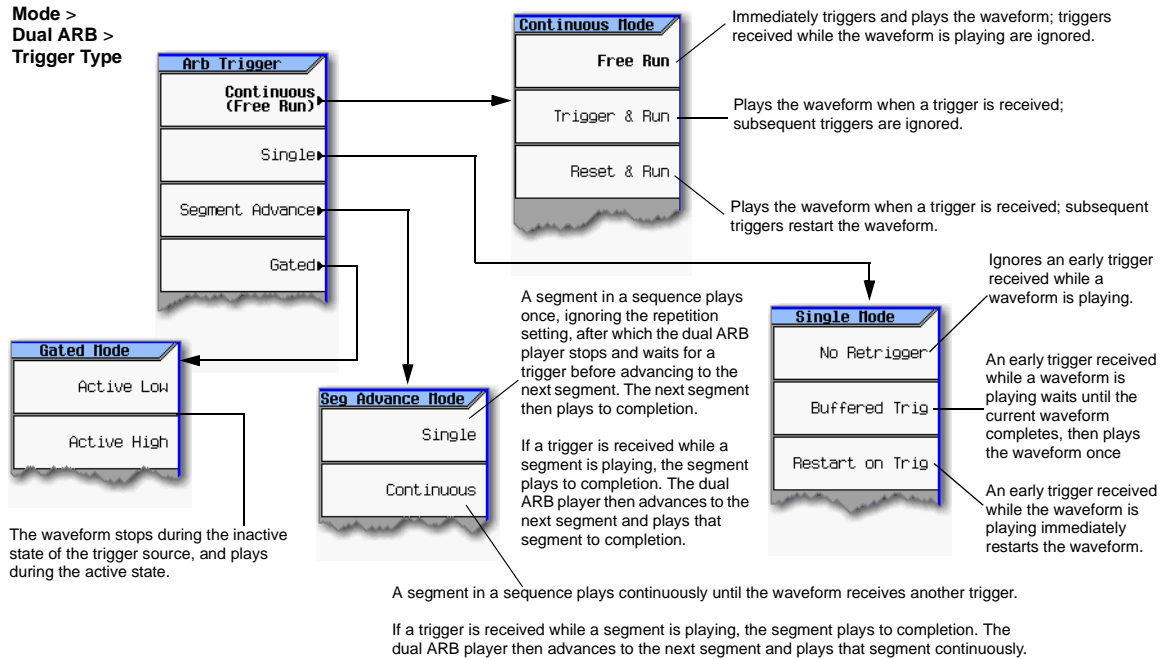 Mode >
Dual ARB >
Trigger Type
Arb Trigger
Continuous
(Free Run)
Single
Segment Advance
Gated
Continuous Mode
Free Run
Trigger & Run
Reset & Run
Immediately triggers and plays the waveform; triggers
received while the waveform is playing are ignored.
Plays the waveform when a trigger is received;
subsequent triggers are ignored.
Plays the waveform when a trigger is received; subsequent
triggers restart the waveform.
Gated Mode
Active Low
Active High
The waveform stops during the inactive
state of the trigger source, and plays
during the active state.
Seg Advance Mode
Single
Continuous
A segment in a sequence plays
once, ignoring the repetition
setting, after which the dual ARB
player stops and waits for a
trigger before advancing to the
next segment. The next segment
then plays to completion.
If a trigger is received while a
segment is playing, the segment
plays to completion. The dual
ARB player then advances to the
next segment and plays that
segment to completion.
Single Mode
No Retrigger
Buffered Trig
Restart on Trig
Ignores an early trigger
received while a
waveform is playing.
An early trigger received
while a waveform is
playing waits until the
current waveform
completes, then plays
the waveform once
An early trigger received
while the waveform is
playing immediately
restarts the waveform.
A segment in a sequence plays continuously until the waveform receives another trigger.
If a trigger is received while a segment is playing, the segment plays to completion. The
dual ARB player then advances to the next segment and plays that segment continuously.